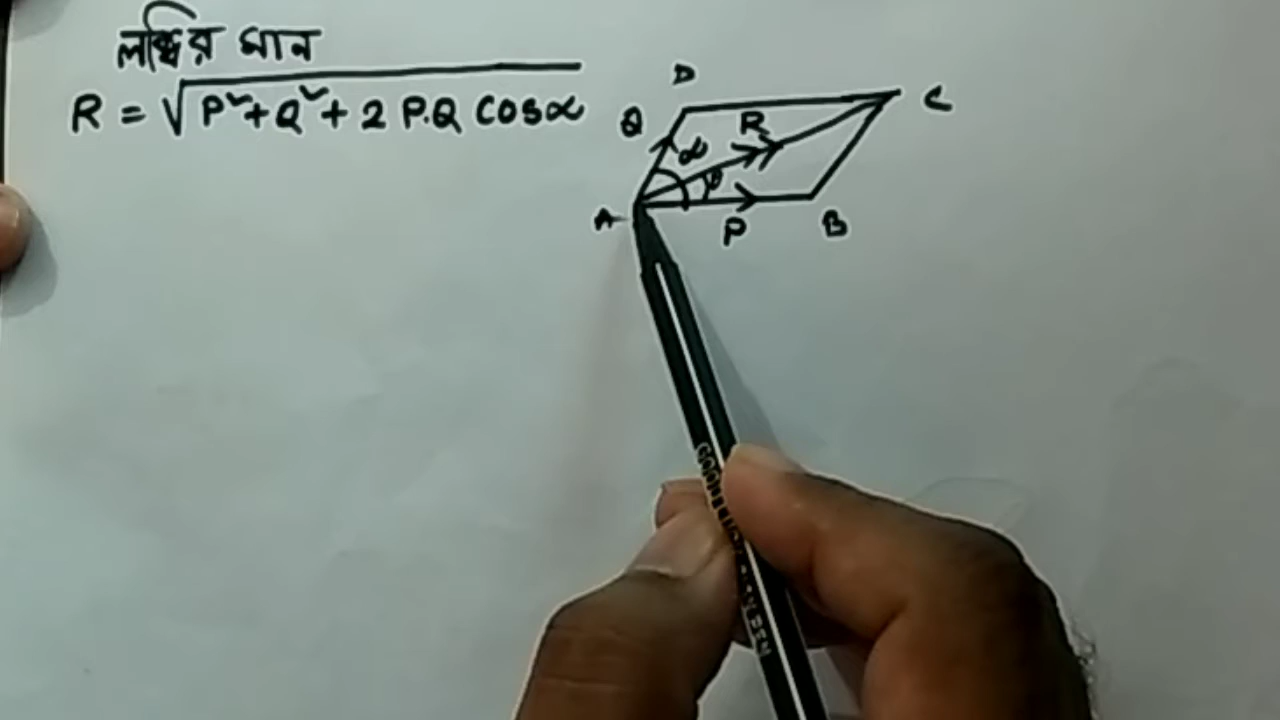 লব্ধির মান
R = √P²+Q²+2 P.Q Cosα
D
C
Q
R
α
A
P
B